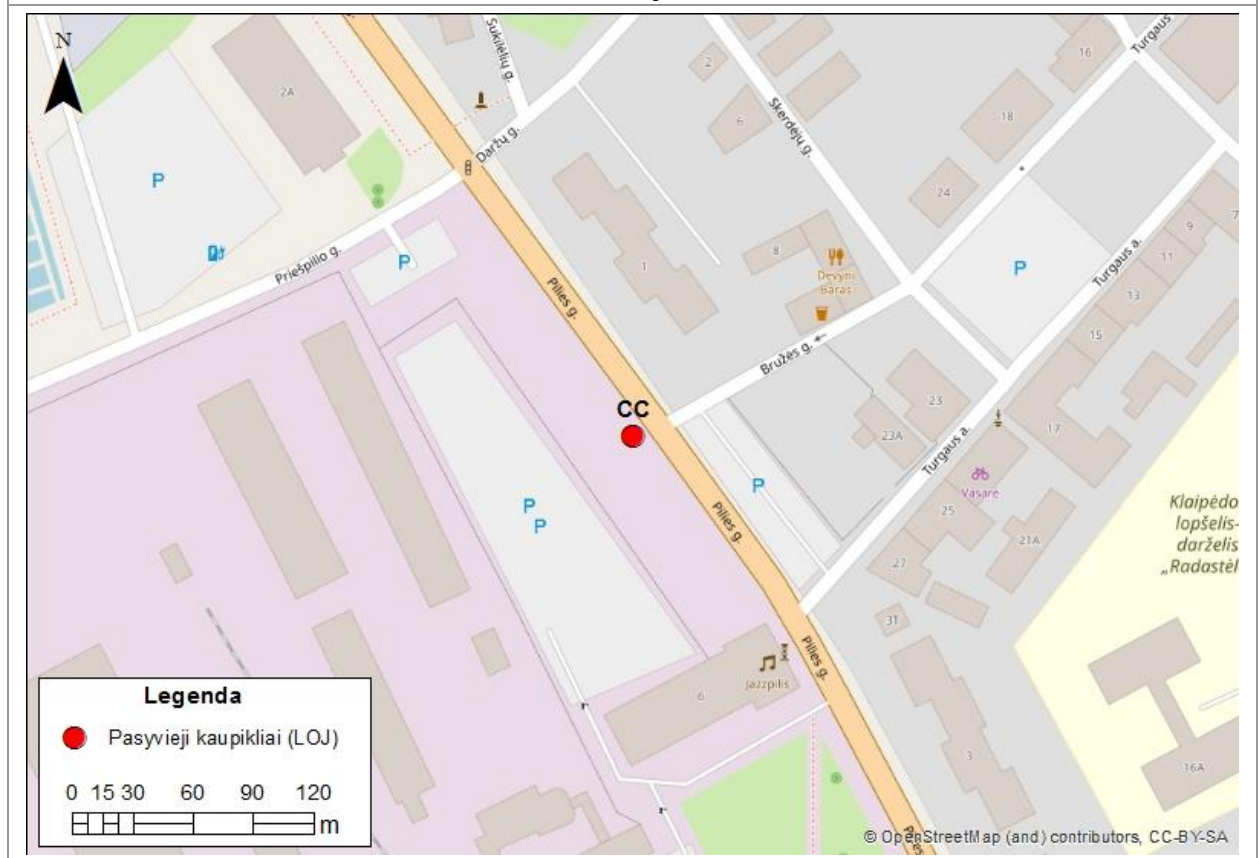 N
2A
P
Sukilėlių g.
Daržų g.
Priešpilio g.
P
Pilies g.
1
2
6
8
Skerdėjų g.
Devyni
Baras
Bružės g. ←
16
18
24
Turgaus
P
Turgaus a.
7
9
11
13
15
17
CC
P
P
Pilies g.
P
23
23A
Turgaus a.
Vasarė
25
21A
27
31
Klaipėdo
lopšelis-
darželis
„Radastėl
Pilies g.
Jazzpilis
6
3
16A
Pilies
Legenda
Pasyvieji kaupikliai (LOJ)
0 15 30 60 90 120
m
© OpenStreetMap (and) contributors, CC-BY-SA